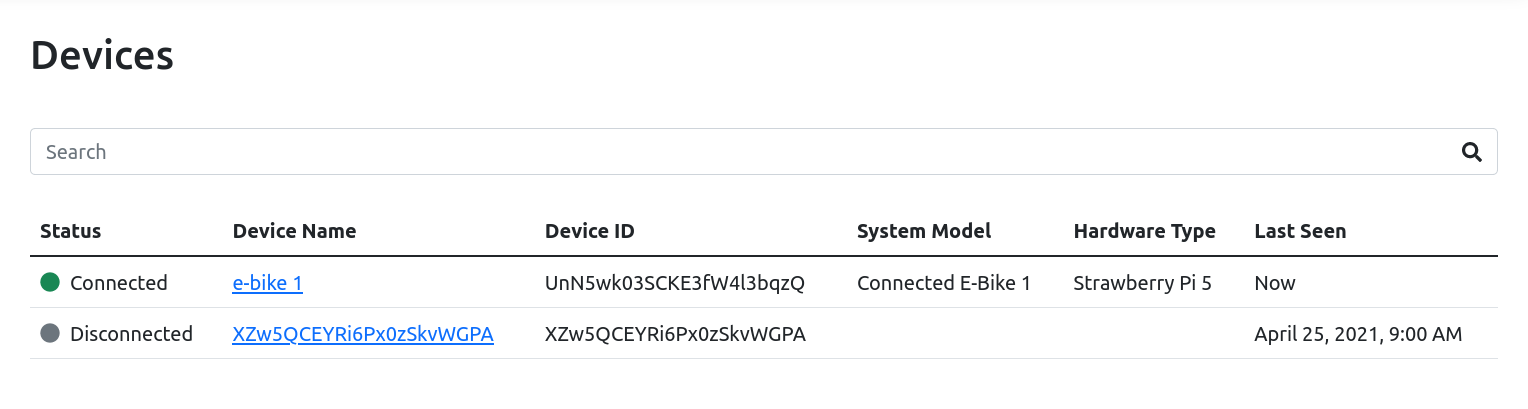 Devices
Search
Status Device Name Device ID System Model Hardware Type Last Seen
Connected e-bike 1 UnN5wk03SCKE3fW4l3bqzQ Connected E-Bike 1 Strawberry Pi 5 Now
Disconnected XZw5QCEYRi6Px0zSkvWGPA XZw5QCEYRi6Px0zSkvWGPA April 25, 2021, 9:00 AM